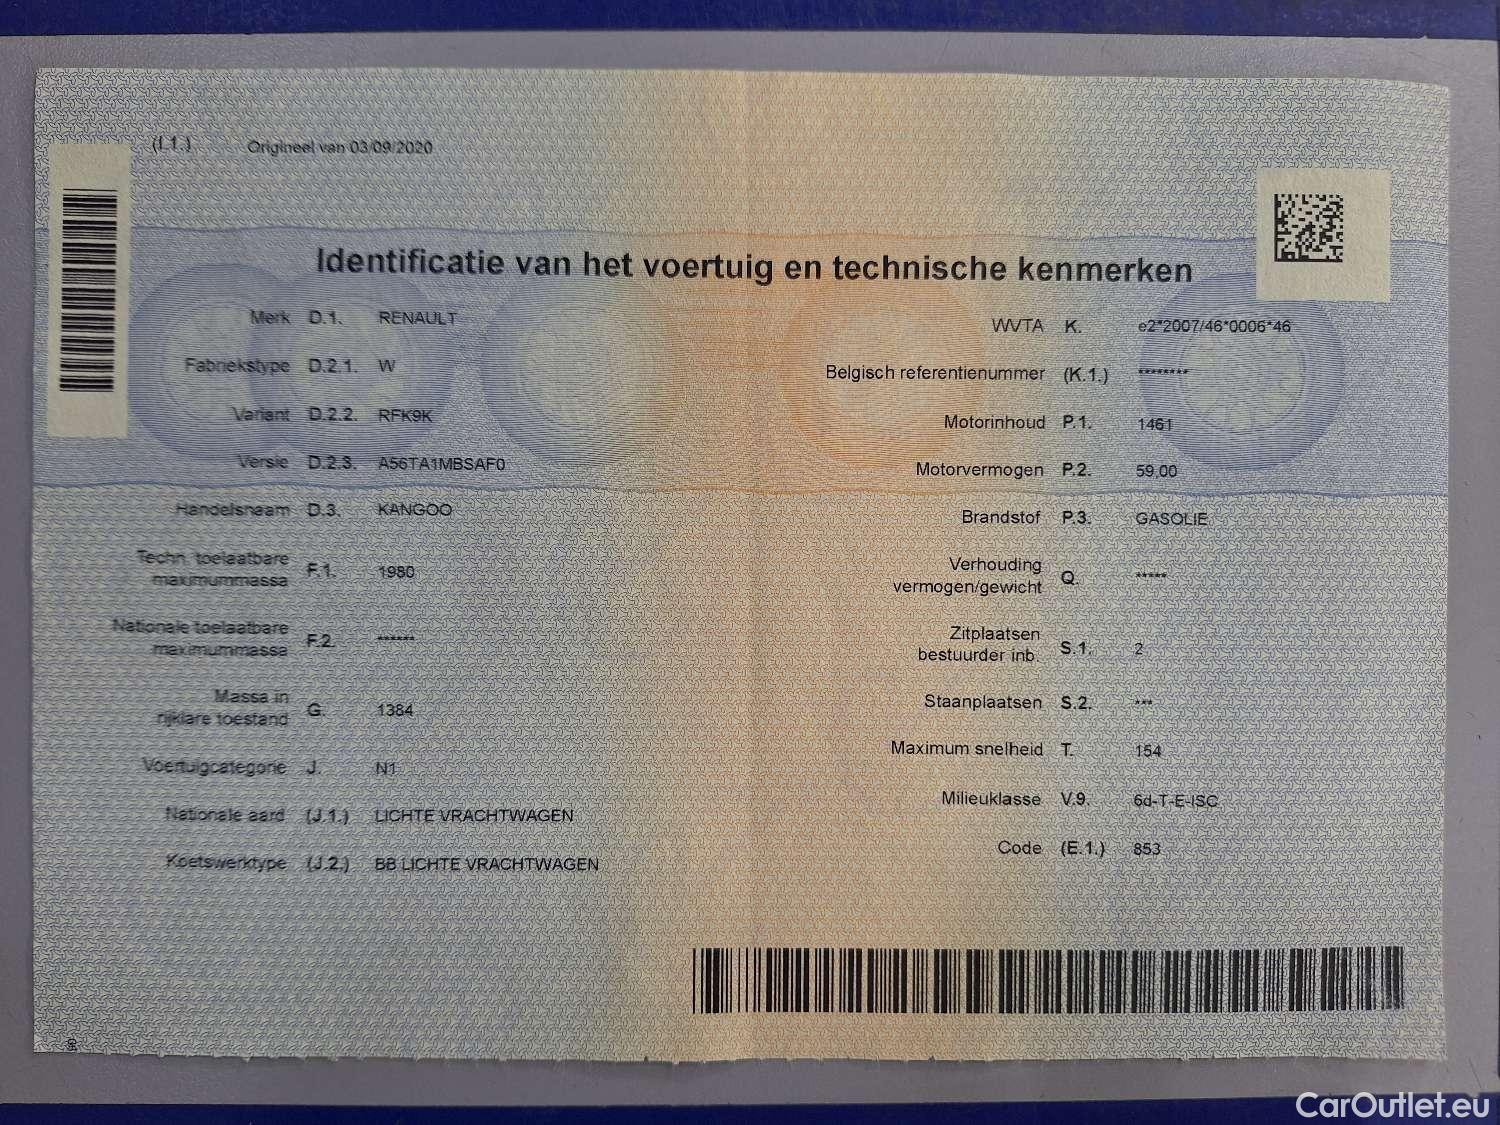 (I.1.) Origineel van 03/09/2020
Identificatie van het voertuig en technische kenmerken
Merk D.1. RENAULT
Fabriekstype D.2.1. W
Variant D.2.2. RFK9K
Versie D.2.3. A56TA1MBSAF0
Handelsnaam D.3. KANGOO
Techn. toelaatbare
maximummassa F.1. 1980
Nationale toelaatbare
maximummassa F.2. ******
Massa in
rijklare toestand G. 1384
Voertuigcategorie J. N1
Nationale aard (J.1.) LICHTE VRACHTWAGEN
Koetswerktype (J.2.) BB LICHTE VRACHTWAGEN
WVTA K. e2*2007/46*0006*46
Belgisch referentienummer (K.1.) ********
Motorinhoud P.1. 1461
Motorvermogen P.2. 59,00
Brandstof P.3. GASOLIE
Verhouding
vermogen/gewicht Q. *****
Zitplaatsen
bestuurder inb. S.1. 2
Staanplaatsen S.2. ***
Maximum snelheid T. 154
Milieuklasse V.9. 6d-T-E-ISC
Code (E.1.) 853
CarOutlet.eu